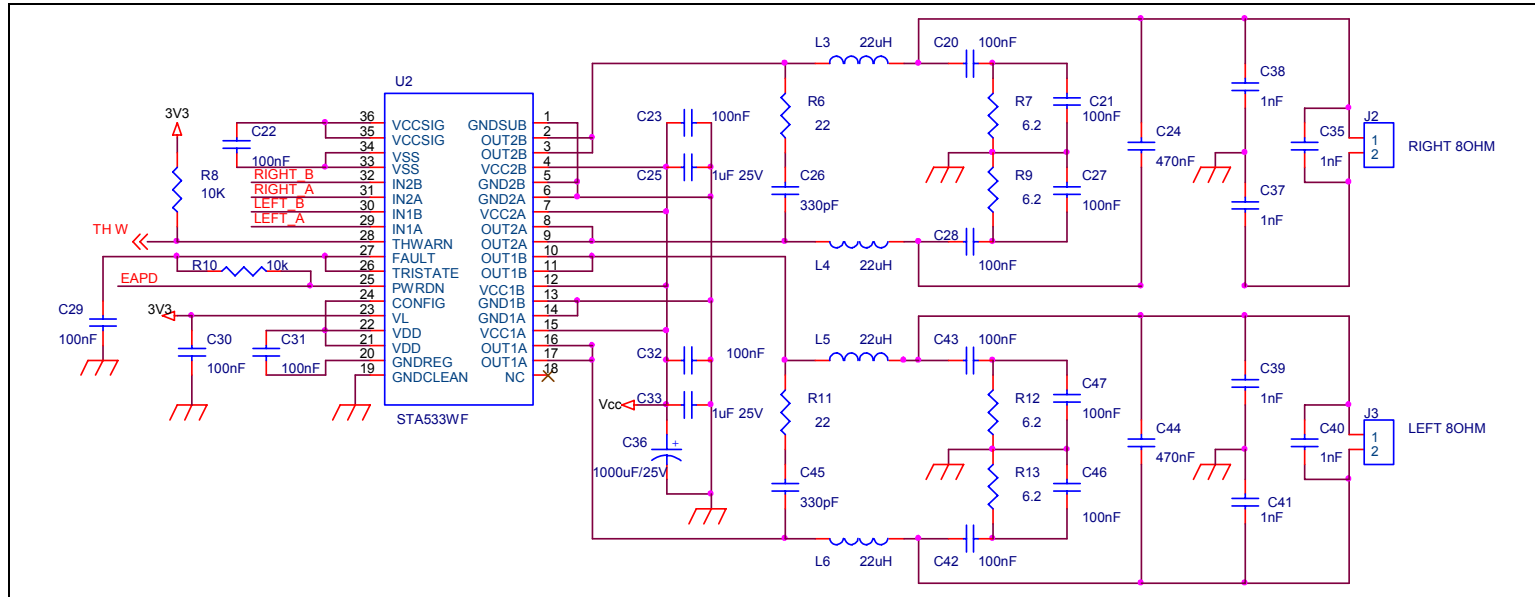 U2
STA533WF
36 VCCSIG
35 VCCSIG
34 VSS
33 VSS
32 IN2B
31 IN2A
30 IN1B
29 IN1A
28 THWARN
27 FAULT
26 TRISTATE
25 PWRDN
24 CONFIG
23 VL
22 VDD
21 VDD
20 GNDREG
19 GNDCLEAN
GNDSUB 1
OUT2B 2
OUT2B 3
VCC2B 4
GND2B 5
GND2A 6
VCC2A 7
OUT2A 8
OUT2A 9
OUT1B 10
OUT1B 11
VCC1B 12
GND1B 13
GND1A 14
VCC1A 15
OUT1A 16
OUT1A 17
NC 18
3V3
R8
10K
C22
100nF
RIGHT_B
RIGHT_A
LEFT_B
LEFT_A
TH W
R10 10k
EAPD
C29
100nF
3V3
C30
100nF
C31
100nF
C23 100nF
C25 1uF 25V
C32 100nF
C33 1uF 25V
Vcc
C36
+
1000uF/25V
L3 22uH
R6
22
C26
330pF
L4 22uH
C20 100nF
R7
6.2
C21
100nF
R9
6.2
C27
100nF
C28
100nF
C24
470nF
C38
1nF
C37
1nF
C35
1nF
J2
1
2
RIGHT 8OHM
L5 22uH
R11
22
C45
330pF
L6 22uH
C43 100nF
R12
6.2
C47
100nF
R13
6.2
C46
100nF
C42
100nF
C44
470nF
C39
1nF
C41
1nF
C40
1nF
J3
1
2
LEFT 8OHM